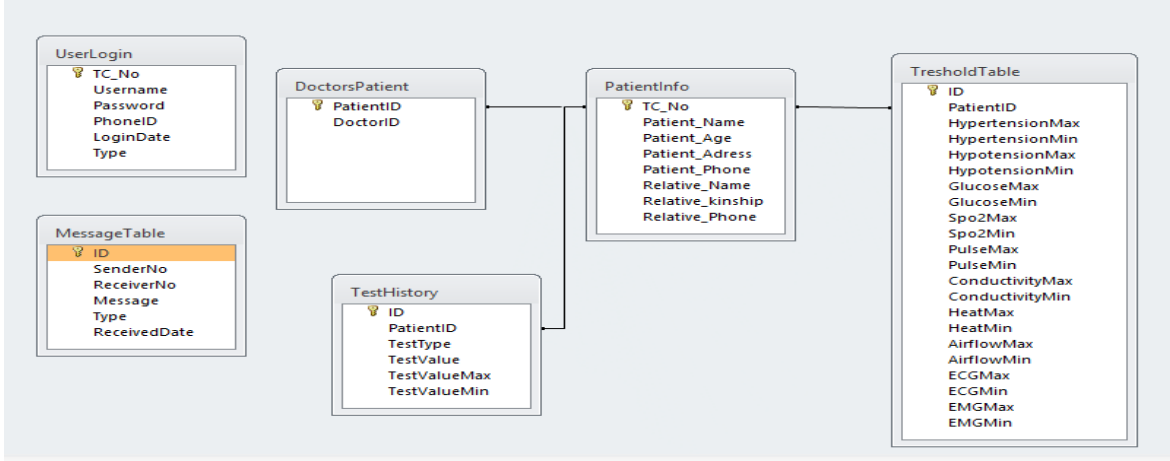 UserLogin
TC_No
Username
Password
PhoneID
LoginDate
Type
DoctorsPatient
PatientID
DoctorID
PatientInfo
TC_No
Patient_Name
Patient_Age
Patient_Adress
Patient_Phone
Relative_Name
Relative_kinship
Relative_Phone
TresholdTable
ID
PatientID
HypertensionMax
HypertensionMin
HypotensionMax
HypotensionMin
GlucoseMax
GlucoseMin
Spo2Max
Spo2Min
PulseMax
PulseMin
ConductivityMax
ConductivityMin
HeatMax
HeatMin
AirflowMax
AirflowMin
ECGMax
ECGMin
EMGMax
EMGMin
MessageTable
ID
SenderNo
ReceiverNo
Message
Type
ReceivedDate
TestHistory
ID
PatientID
TestType
TestValue
TestValueMax
TestValueMin